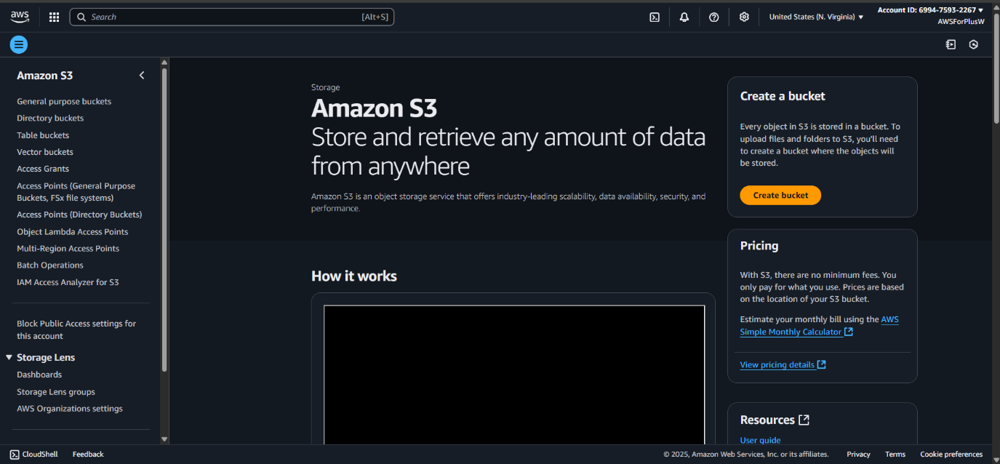 aws
Search
[Alt+S]
United States (N. Virginia)
Account ID: 6994-7593-2267
AWSForPlusW
Amazon S3
General purpose buckets
Directory buckets
Table buckets
Vector buckets
Access Grants
Access Points (General Purpose
Buckets, FSx file systems)
Access Points (Directory Buckets)
Object Lambda Access Points
Multi-Region Access Points
Batch Operations
IAM Access Analyzer for S3
Block Public Access settings for
this account
Storage Lens
Dashboards
Storage Lens groups
AWS Organizations settings
Storage
Amazon S3
Store and retrieve any amount of data
from anywhere
Amazon S3 is an object storage service that offers industry-leading scalability, data availability, security, and
performance.
How it works
Create a bucket
Every object in S3 is stored in a bucket. To
upload files and folders to S3, you'll need
to create a bucket where the objects will
be stored.
Create bucket
Pricing
With S3, there are no minimum fees. You
only pay for what you use. Prices are based
on the location of your S3 bucket.
Estimate your monthly bill using the AWS
Simple Monthly Calculator
View pricing details
Resources
User guide
CloudShell
Feedback
© 2025, Amazon Web Services, Inc. or its affiliates.
Privacy
Terms
Cookie preferences